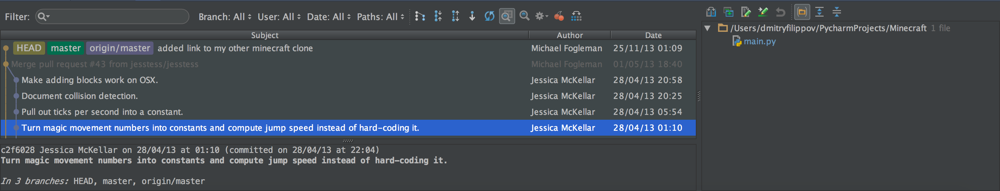 Filter: Branch: All User: All Date: All Paths: All
Subject Author Date
HEAD master origin/master added link to my other minecraft clone Michael Fogleman 25/11/13 01:09
Merge pull request #43 from jesstess/jesstess Michael Fogleman 01/05/13 18:40
Make adding blocks work on OSX. Jessica McKellar 28/04/13 20:58
Document collision detection. Jessica McKellar 28/04/13 20:25
Pull out ticks per second into a constant. Jessica McKellar 28/04/13 05:54
Turn magic movement numbers into constants and compute jump speed instead of hard-coding it. Jessica McKellar 28/04/13 01:10
c2f6028 Jessica McKellar on 28/04/13 at 01:10 (committed on 28/04/13 at 22:04)
Turn magic movement numbers into constants and compute jump speed instead of hard-coding it.
In 3 branches: HEAD, master, origin/master
/Users/dmitryfilippov/PycharmProjects/Minecraft 1 file
main.py